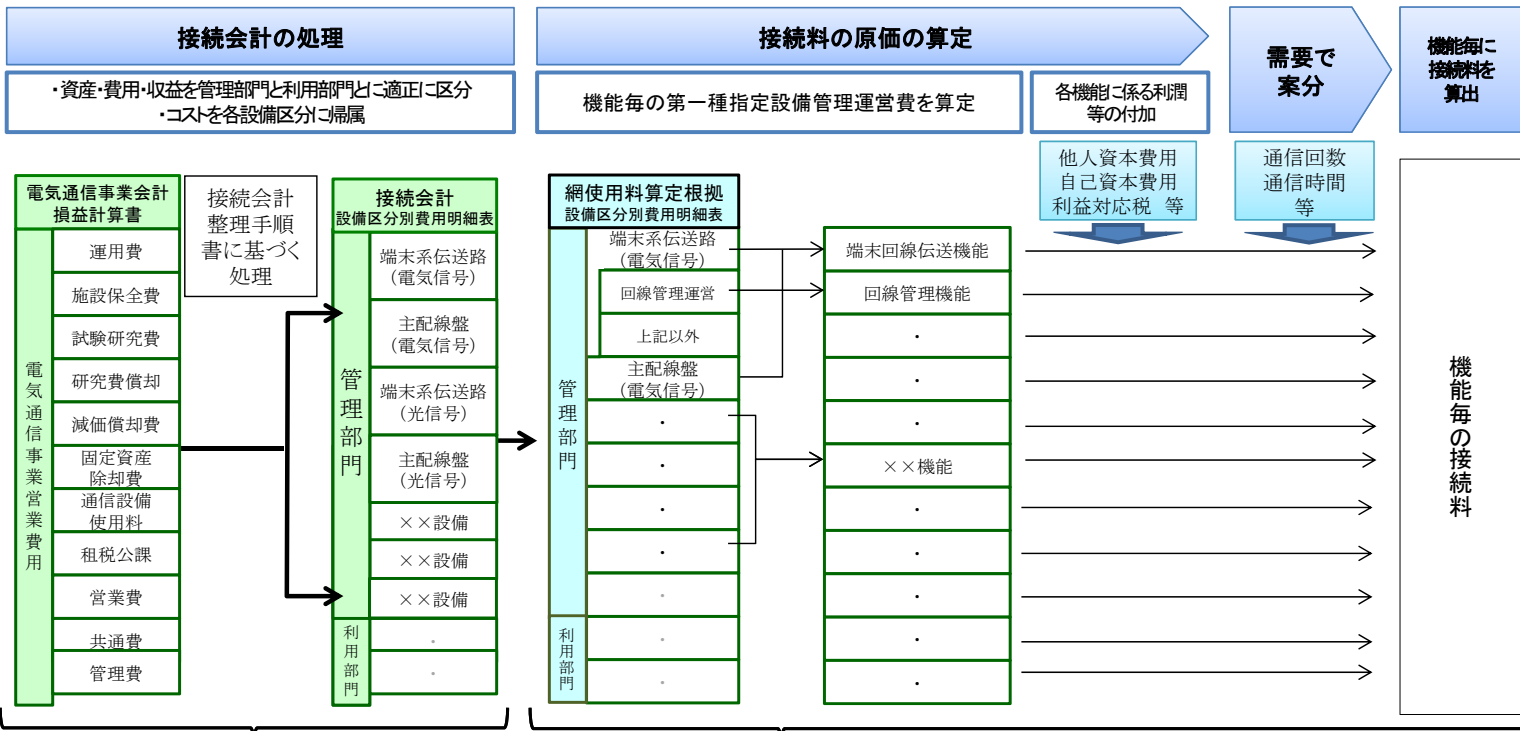 接続会計の処理
接続料の原価の算定
需要で
案分
機能毎に
接続料を
算出
・資産・費用・収益を管理部門と利用部門とに適正に区分
・コストを各設備区分に帰属
機能毎の第一種指定設備管理運営費を算定
各機能に係る利潤
等の付加
他人資本費用
自己資本費用
利益対応税 等
通信回数
通信時間
等
電気通信事業会計
損益計算書
電気通信事業営業費用
運用費
施設保全費
試験研究費
研究費償却
減価償却費
固定資産
除却費
通信設備
使用料
租税公課
営業費
共通費
管理費
接続会計
整理手順
書に基づく
処理
接続会計
設備区分別費用明細表
管理部門
端末系伝送路
(電気信号)
主配線盤
(電気信号)
端末系伝送路
(光信号)
主配線盤
(光信号)
××設備
××設備
××設備
利用部門
・
・
網使用料算定根拠
設備区分別費用明細表
管理部門
端末系伝送路
(電気信号)
回線管理運営
上記以外
主配線盤
(電気信号)
・
・
・
・
・
利用部門
・
・
端末回線伝送機能
回線管理機能
・
・
・
××機能
・
・
・
・
・
機能毎の接続料